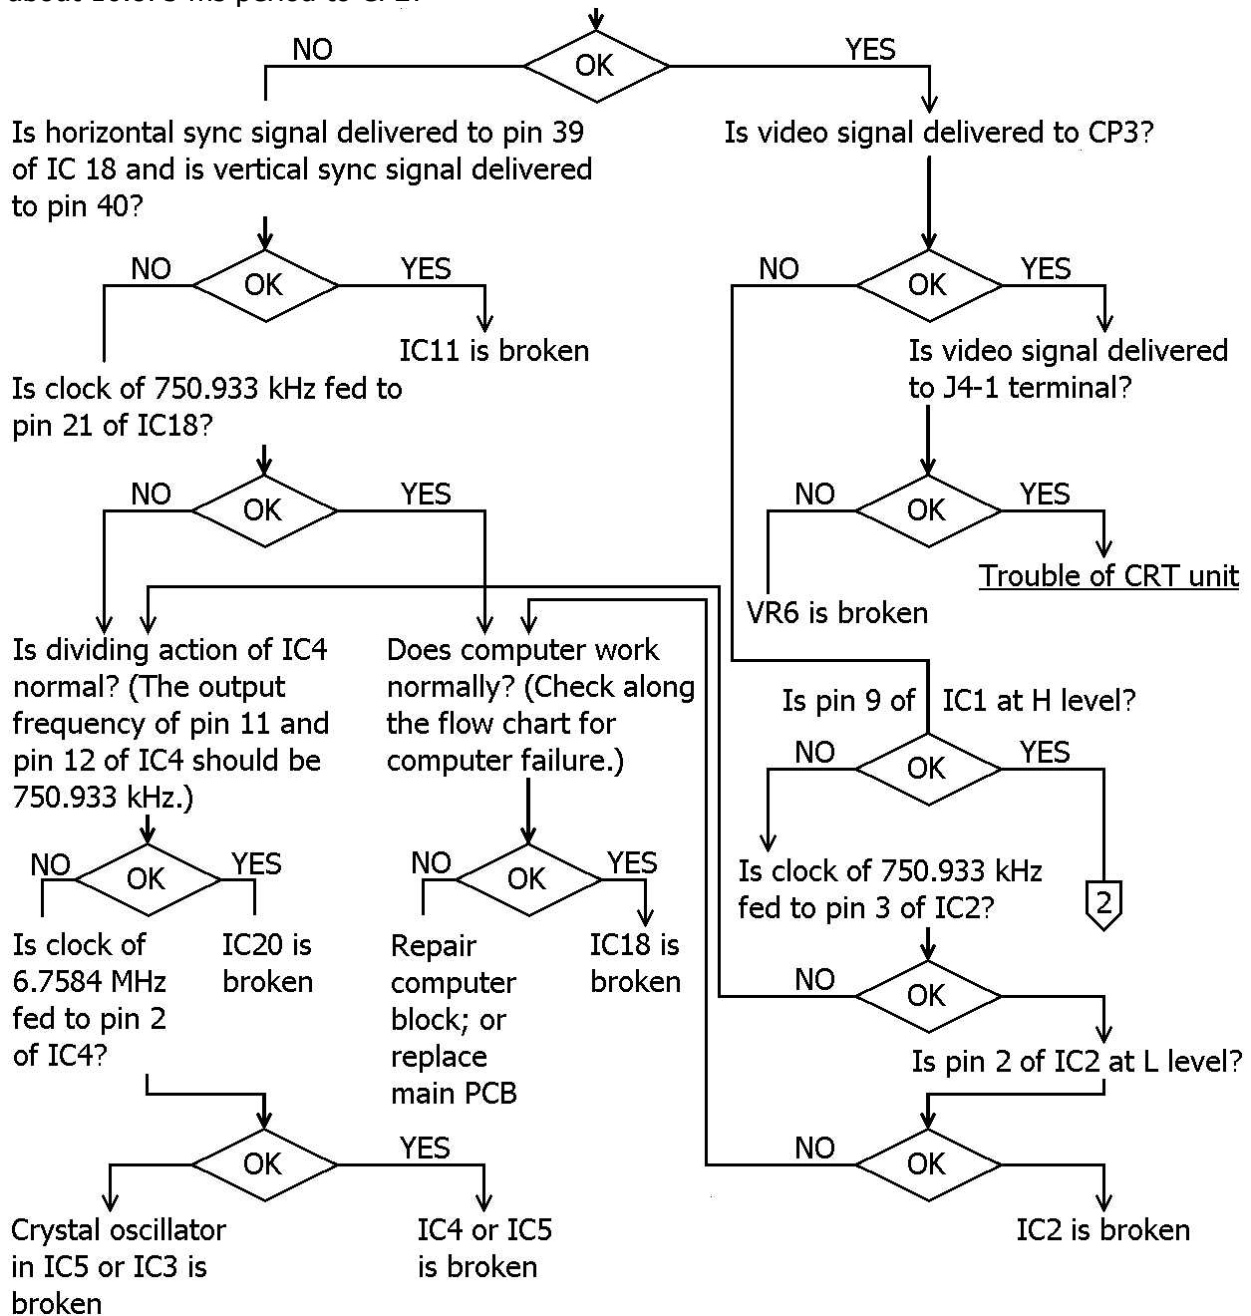 NO
OK
YES
Is horizontal sync signal delivered to pin 39
of IC 18 and is vertical sync signal delivered
to pin 40?
Is video signal delivered to CP3?
NO
OK
YES
NO
OK
YES
IC11 is broken
Is video signal delivered
to J4-1 terminal?
Is clock of 750.933 kHz fed to
pin 21 of IC18?
NO
OK
YES
NO
OK
YES
Trouble of CRT unit
VR6 is broken
Is dividing action of IC4
normal? (The output
frequency of pin 11 and
pin 12 of IC4 should be
750.933 kHz.)
Does computer work
normally? (Check along
the flow chart for
computer failure.)
Is pin 9 of IC1 at H level?
NO
OK
YES
NO
OK
YES
NO
OK
YES
Is clock of 750.933 kHz
fed to pin 3 of IC2?
2
Is clock of
6.7584 MHz
fed to pin 2
of IC4?
IC20 is
broken
Repair
computer
block; or
replace
main PCB
IC18 is
broken
NO
OK
Is pin 2 of IC2 at L level?
OK
YES
NO
OK
Crystal oscillator
in IC5 or IC3 is
broken
IC4 or IC5
is broken
IC2 is broken